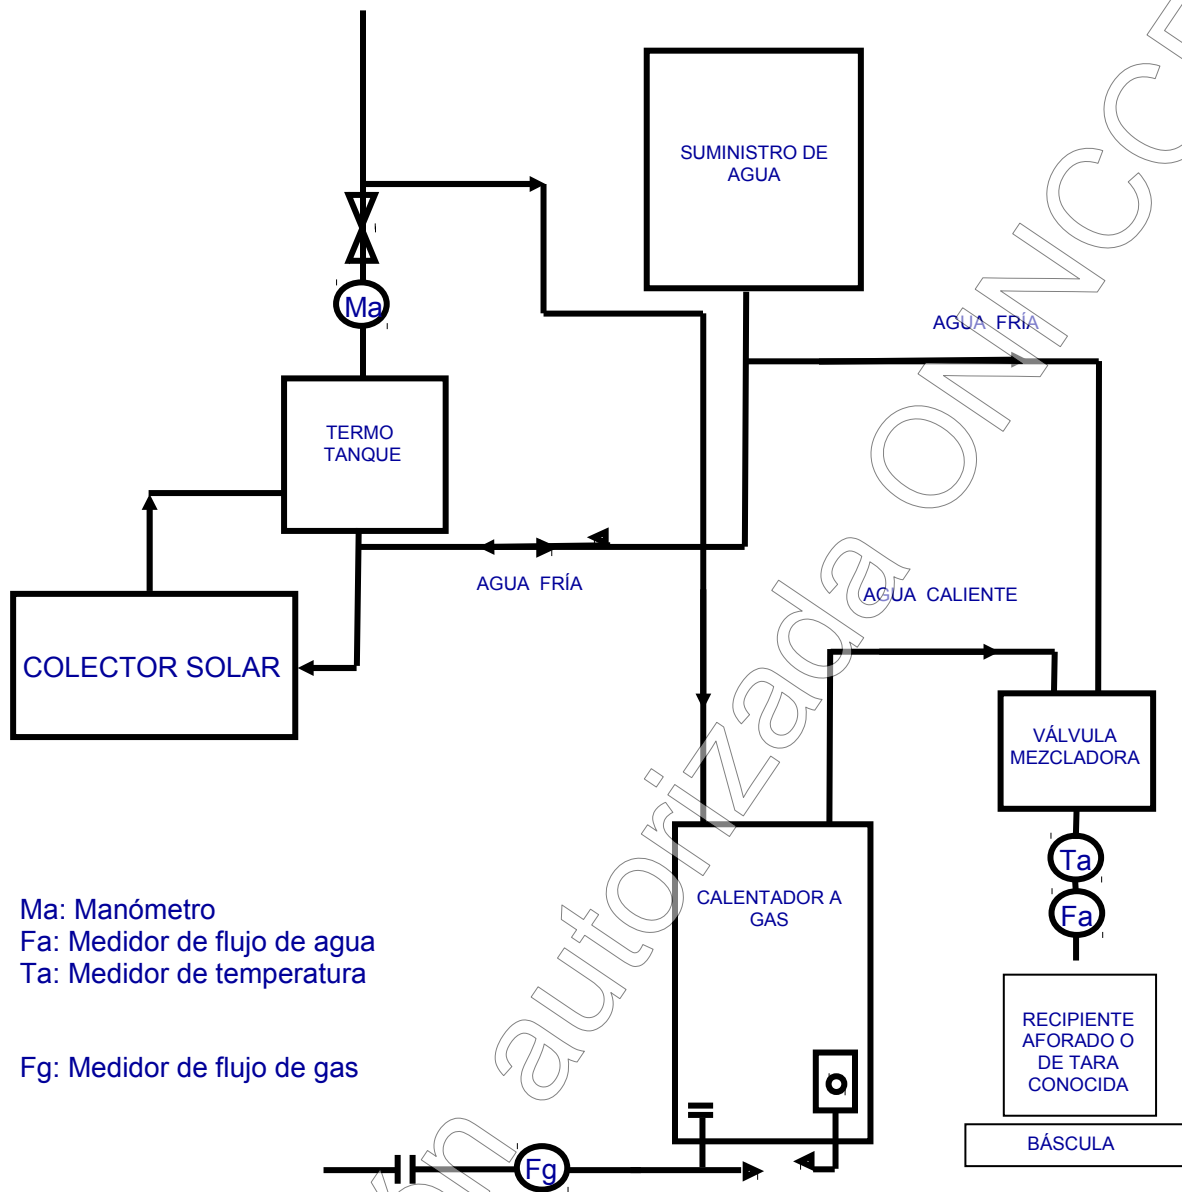 SUMINISTRO DE
AGUA
Ma
AGUA FRÍA
TERMO
TANQUE
AGUA FRÍA
AGUA CALIENTE
COLECTOR SOLAR
VÁLVULA
MEZCLADORA
Ta
CALENTADOR A
GAS
Fa
Ma: Manómetro
Fa: Medidor de flujo de agua
Ta: Medidor de temperatura
RECIPIENTE
AFORADO O
DE TARA
CONOCIDA
Fg: Medidor de flujo de gas
BÁSCULA
Fg
autorizada ONNCCE